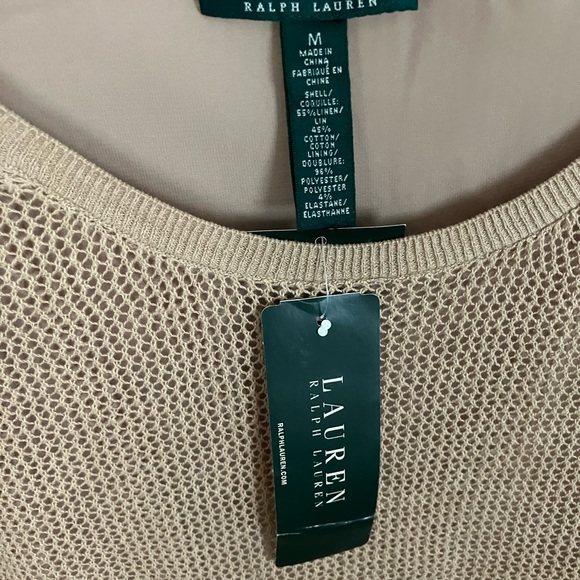 RALPH LAUREN
M
MADE IN
CHINA
FABRIQUÉ EN
CHINE
SHELL/
COQUILLE:
55%LINEN/
LIN
45%
COTTON/
COTON
LINING/
DOUBLURE:
96%
POLYESTER/
POLYESTER
4%
ELASTANE/
ELASTHANNE
LAUREN
RALPH LAUREN
RALPHLAUREN.COM